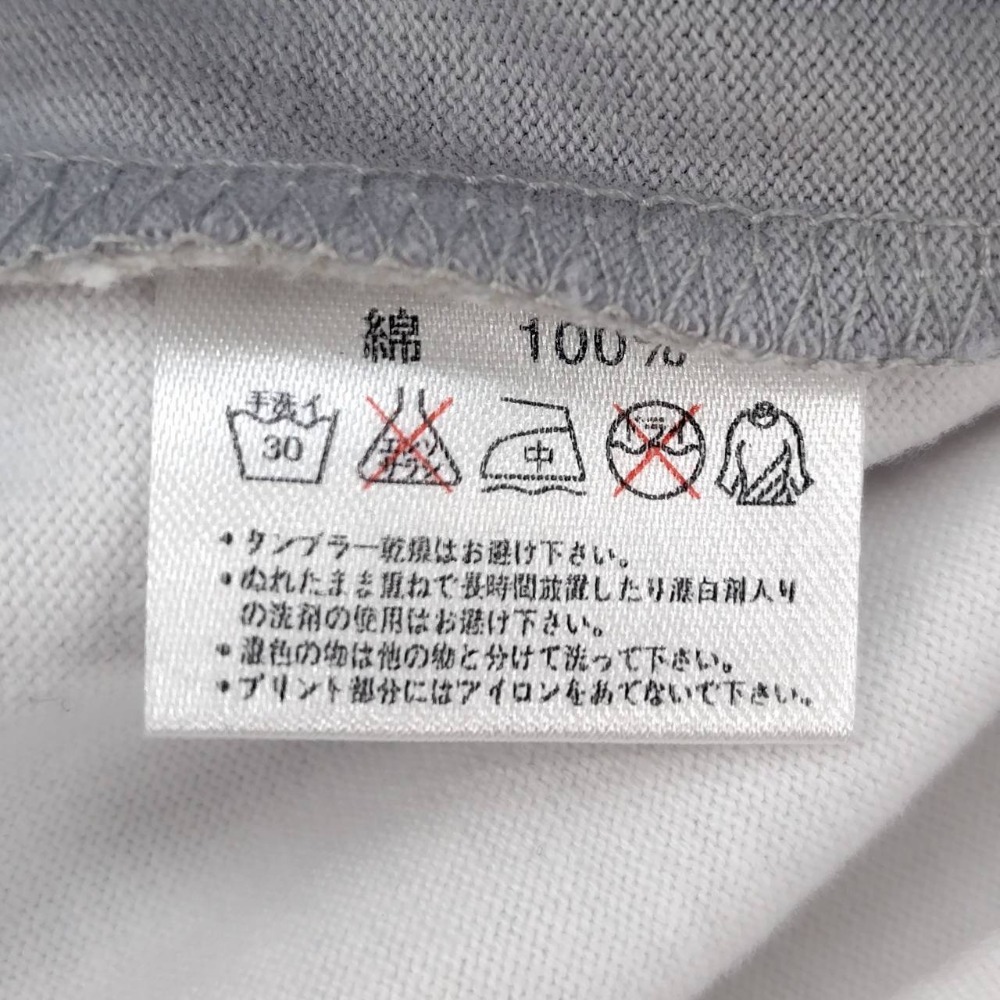 綿 100%
手洗イ 30 エンソサラシ 中 ドライ
・タンブラー乾燥はお避け下さい。
・ぬれたまま重ねて長時間放置したり漂白剤入り
の洗剤の使用はお避け下さい。
・濃色の物は他の物と分けて洗って下さい。
・プリント部分にはアイロンをあてないで下さい。